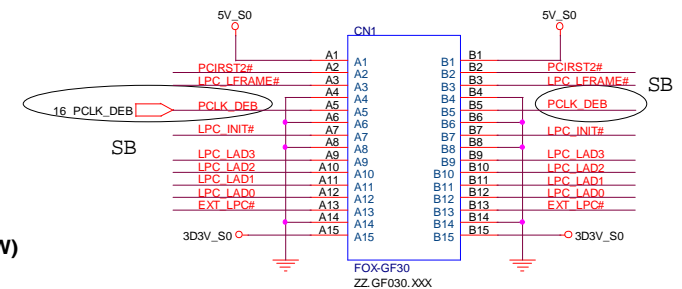 5V_S0 5V_S0
CN1
A1 A1 B1 B1
PCIRST2# A2 A2 B2 B2 PCIRST2#
LPC_LFRAME# A3 A3 B3 B3 LPC_LFRAME# SB
A4 A4 B4 B4
16 PCLK_DEB PCLK_DEB A5 A5 B5 B5 PCLK_DEB
A6 A6 B6 B6
SB LPC_INIT# A7 A7 B7 B7 LPC_INIT#
A8 A8 B8 B8
LPC_LAD3 A9 A9 B9 B9 LPC_LAD3
LPC_LAD2 A10 A10 B10 B10 LPC_LAD2
LPC_LAD1 A11 A11 B11 B11 LPC_LAD1
LPC_LAD0 A12 A12 B12 B12 LPC_LAD0
EXT_LPC# A13 A13 B13 B13 EXT_LPC#
A14 A14 B14 B14
W) 3D3V_S0 A15 A15 B15 B15 3D3V_S0
FOX-GF30
ZZ.GF030.XXX